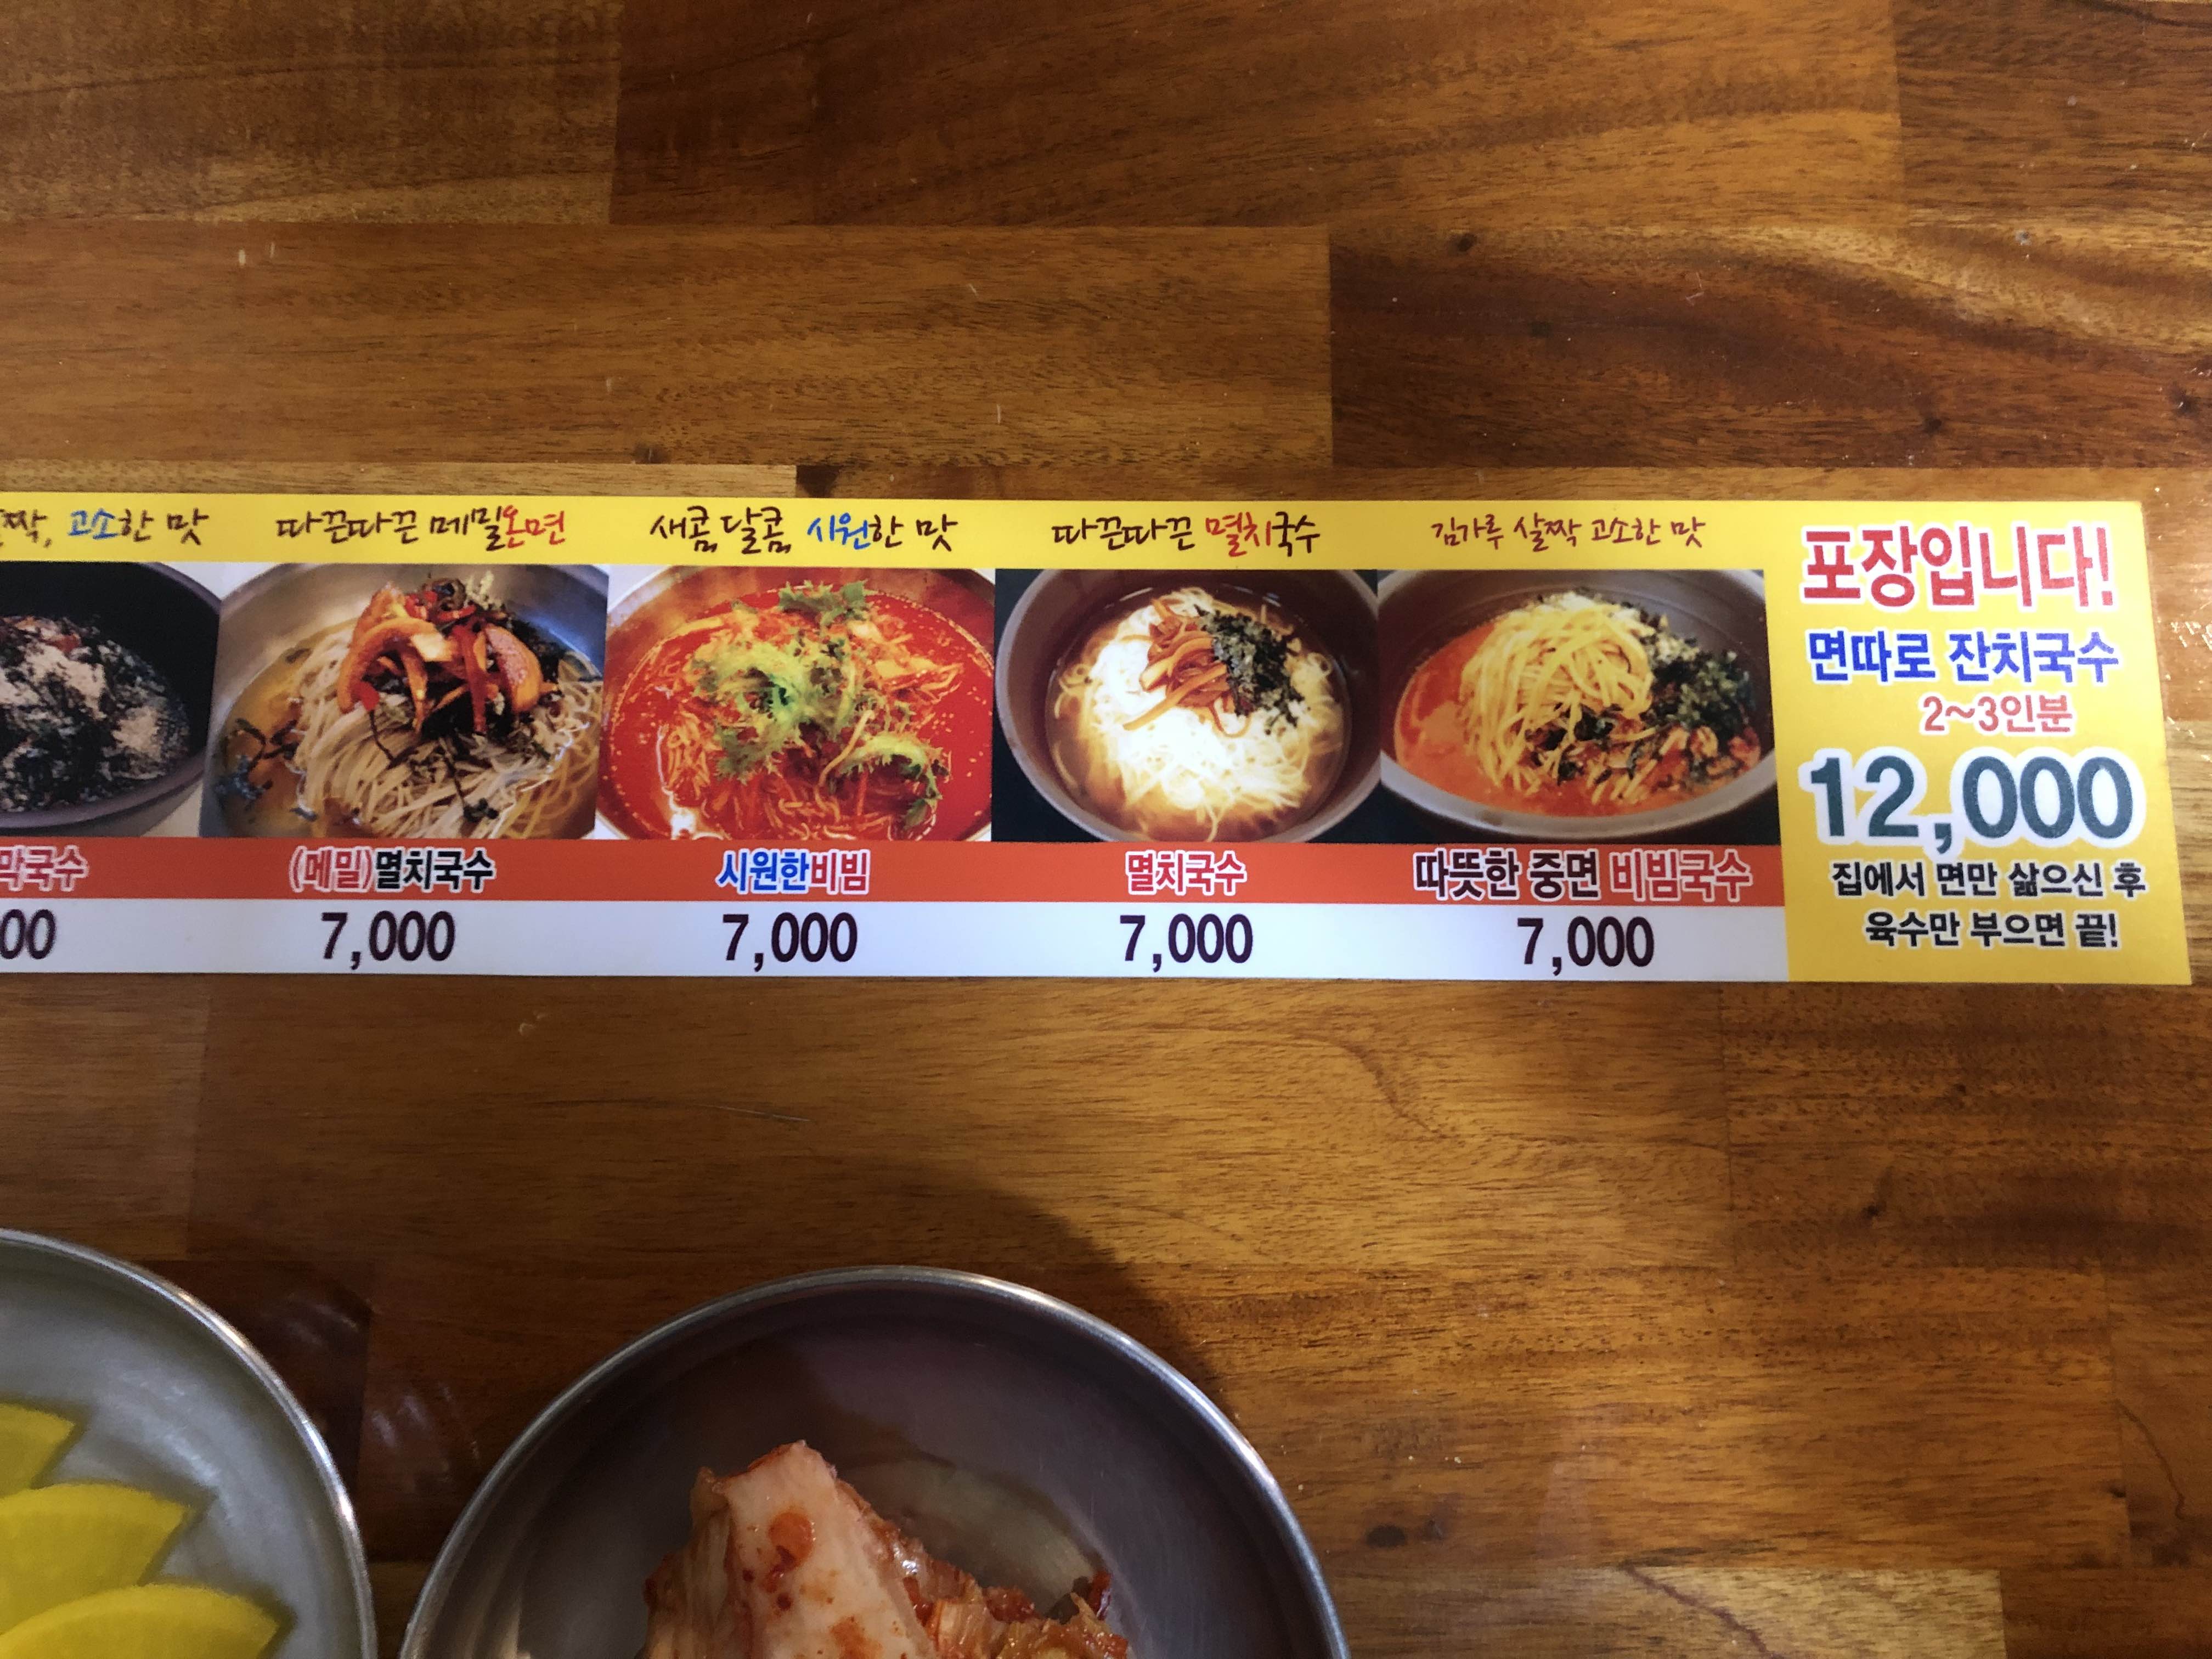 짝, 고소한 맛
따끈따끈 메밀온면
새콤, 달콤, 시원한 맛
따끈따끈 멸치국수
김가루 살짝 고소한 맛
막국수
(메밀)멸치국수
시원한비빔
멸치국수
따뜻한 중면 비빔국수
00
7,000
7,000
7,000
7,000
포장입니다!
면따로 잔치국수
2~3인분
12,000
집에서 면만 삶으신 후
육수만 부으면 끝!